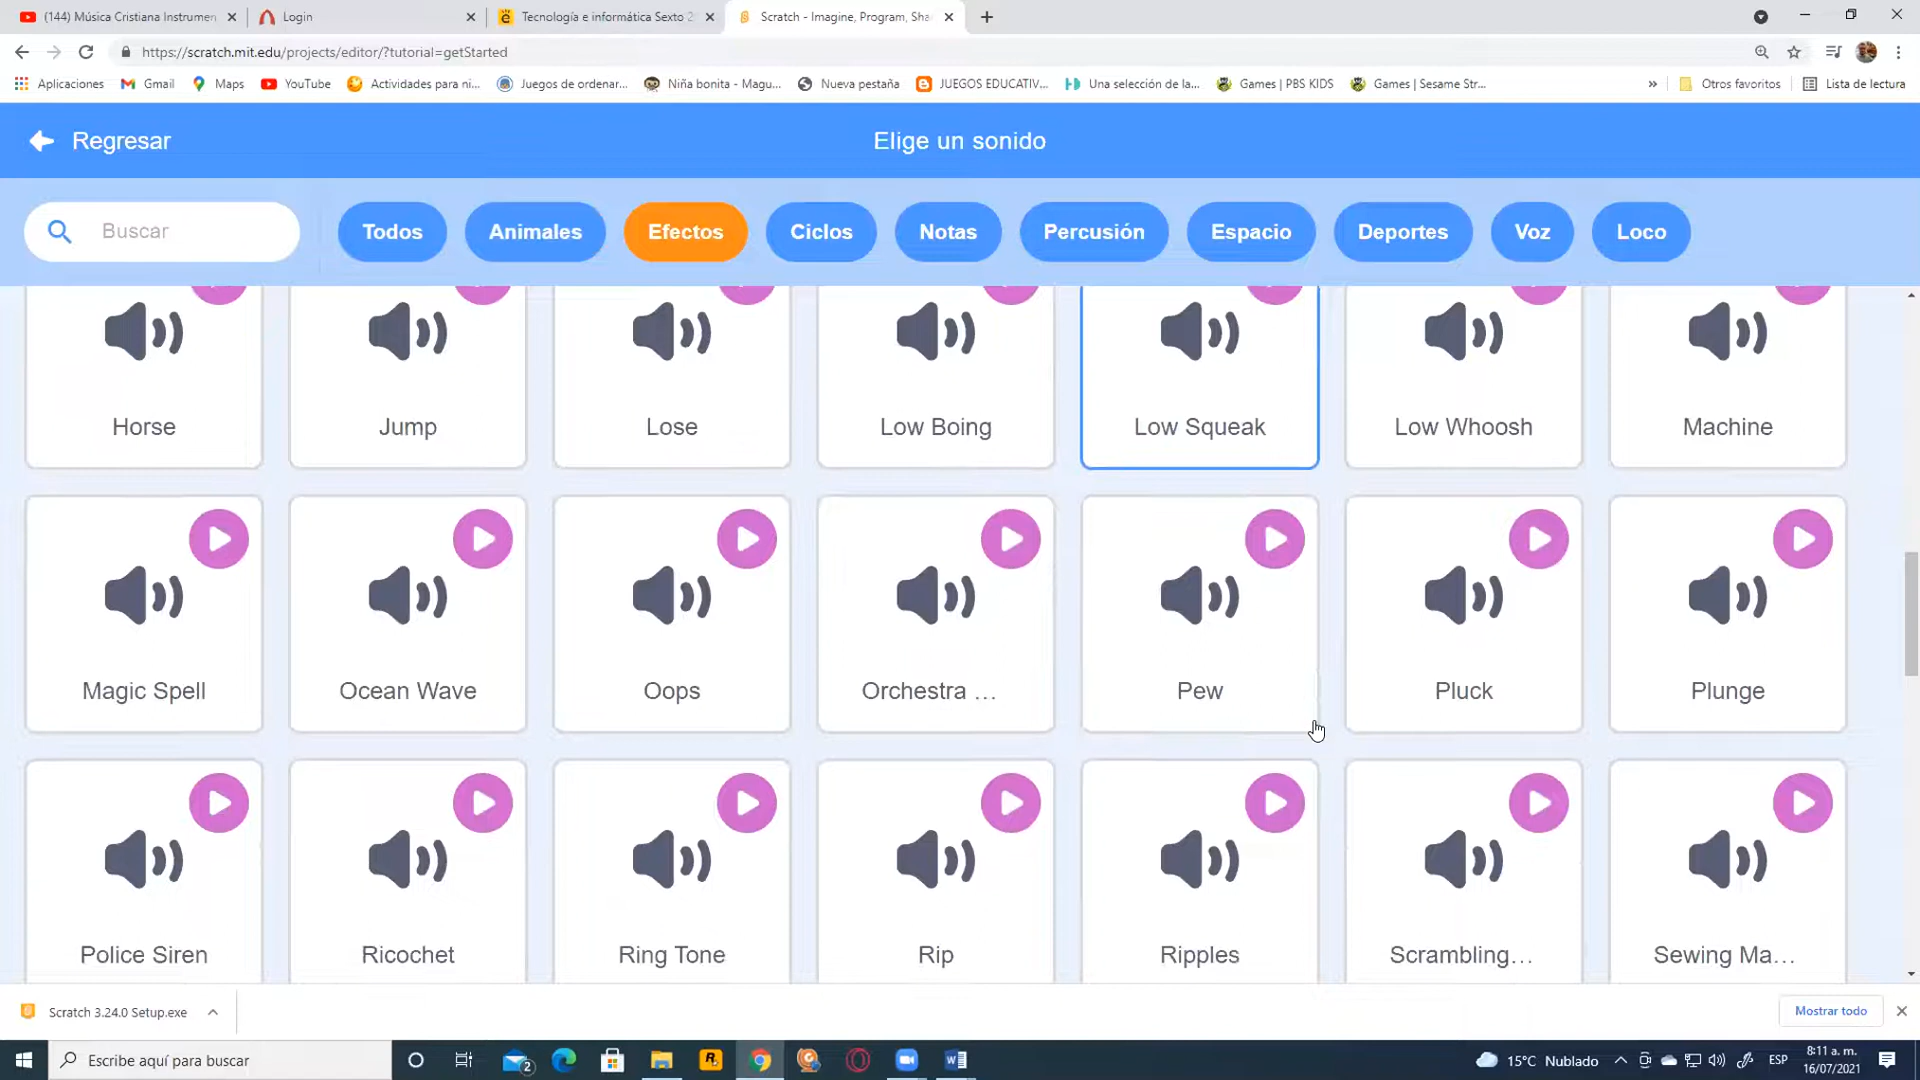 (144) Música Cristiana Instrumen
Login
Tecnología e informática Sexto 2
Scratch - Imagine, Program, Sha
https://scratch.mit.edu/projects/editor/?tutorial=getStarted
Aplicaciones
Gmail
Maps
YouTube
Actividades para ni...
Juegos de ordenar...
Niña bonita - Magu...
Nueva pestaña
JUEGOS EDUCATIV...
Una selección de la...
Games | PBS KIDS
Games | Sesame Str...
»
Otros favoritos
Lista de lectura
Regresar
Elige un sonido
Buscar
Todos
Animales
Efectos
Ciclos
Notas
Percusión
Espacio
Deportes
Voz
Loco
Horse
Jump
Lose
Low Boing
Low Squeak
Low Whoosh
Machine
Magic Spell
Ocean Wave
Oops
Orchestra ...
Pew
Pluck
Plunge
Police Siren
Ricochet
Ring Tone
Rip
Ripples
Scrambling...
Sewing Ma...
Scratch 3.24.0 Setup.exe
Mostrar todo
Escribe aquí para buscar
2
15°C Nublado
ESP
8:11 a. m.
16/07/2021